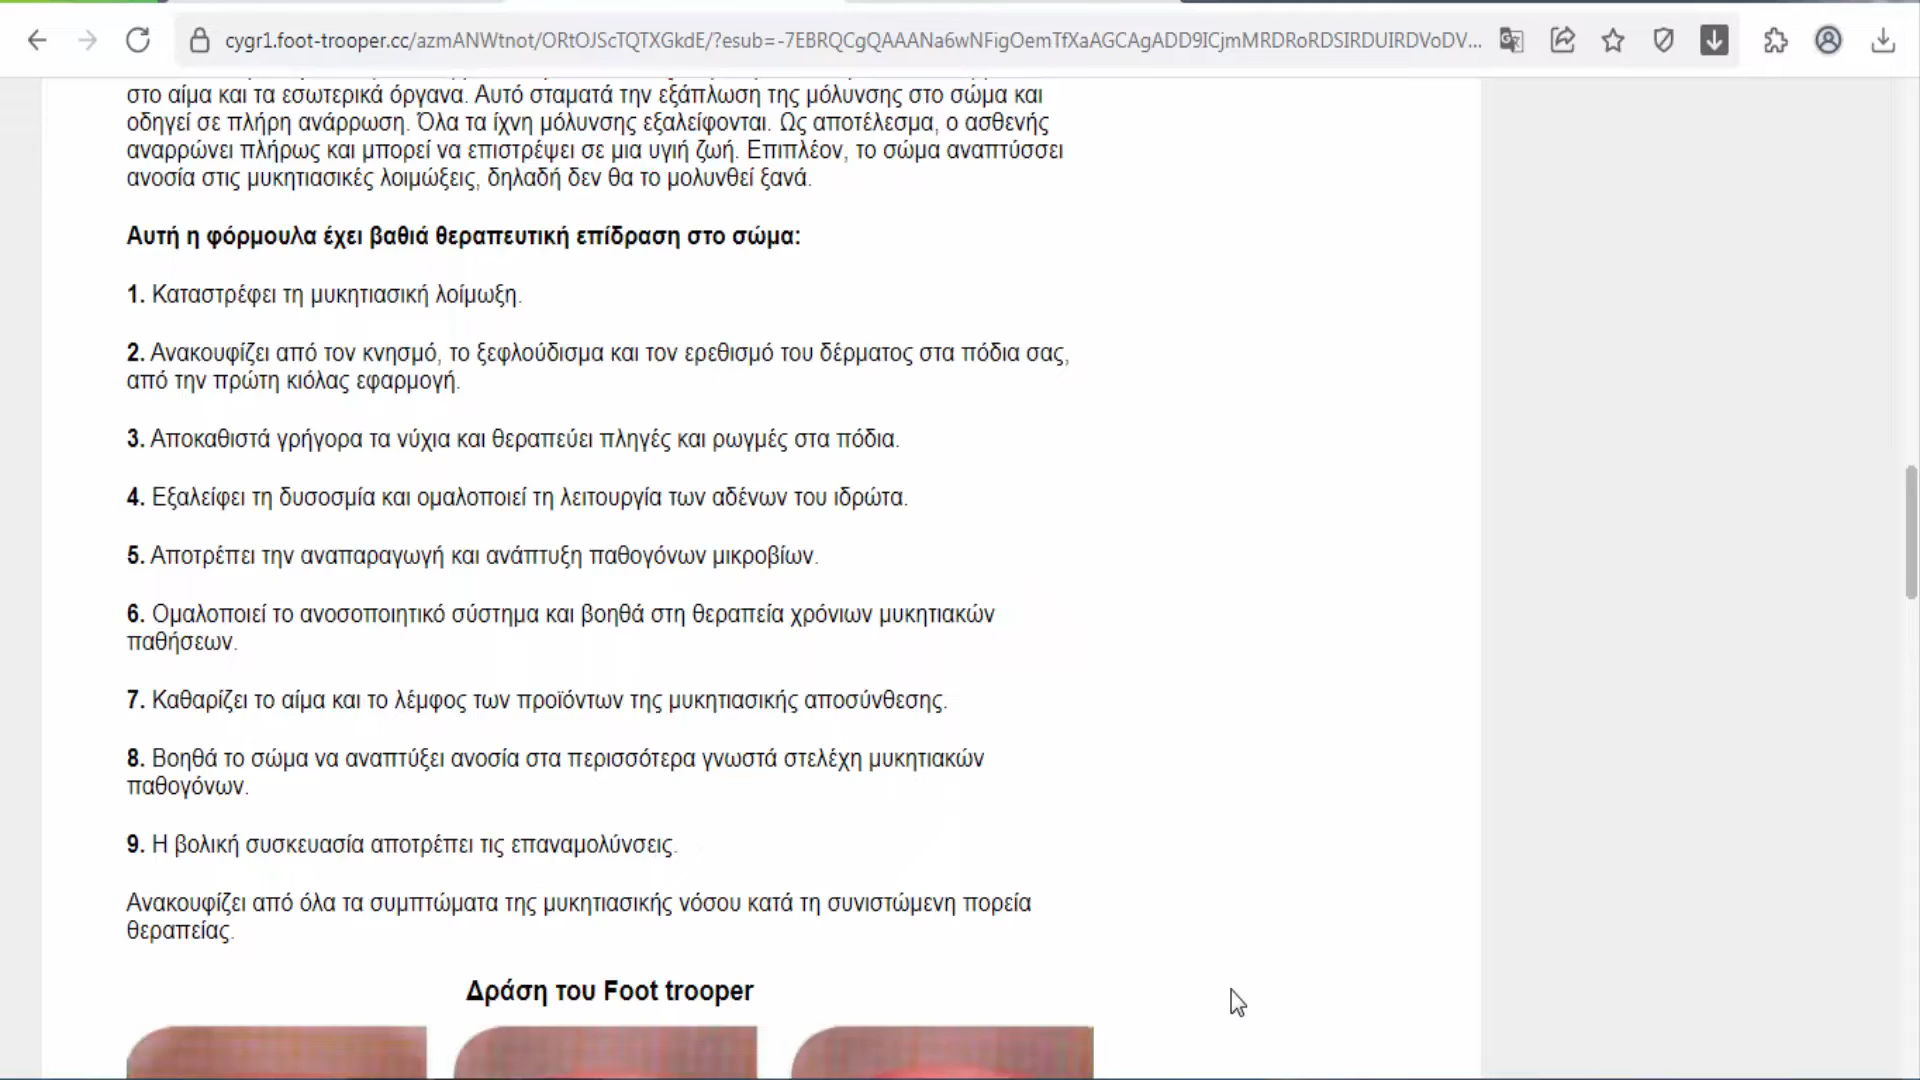 cygr1.foot-trooper.cc/azmANWtnot/ORtOJScTQTXGkdE/?esub=-7EBRQCgQAAANa6wNFigOemTfXaAGCAgADD9ICjmMRDRoRDSIRDUIRDVoDV...
στο αίμα και τα εσωτερικά όργανα. Αυτό σταματά την εξάπλωση της μόλυνσης στο σώμα και
οδηγεί σε πλήρη ανάρρωση. Όλα τα ίχνη μόλυνσης εξαλείφονται. Ως αποτέλεσμα, ο ασθενής
αναρρώνει πλήρως και μπορεί να επιστρέψει σε μια υγιή ζωή. Επιπλέον, το σώμα αναπτύσσει
ανοσία στις μυκητιασικές λοιμώξεις, δηλαδή δεν θα το μολυνθεί ξανά.
Αυτή η φόρμουλα έχει βαθιά θεραπευτική επίδραση στο σώμα:
1. Καταστρέφει τη μυκητιασική λοίμωξη.
2. Ανακουφίζει από τον κνησμό, το ξεφλούδισμα και τον ερεθισμό του δέρματος στα πόδια σας,
από την πρώτη κιόλας εφαρμογή.
3. Αποκαθιστά γρήγορα τα νύχια και θεραπεύει πληγές και ρωγμές στα πόδια.
4. Εξαλείφει τη δυσοσμία και ομαλοποιεί τη λειτουργία των αδένων του ιδρώτα.
5. Αποτρέπει την αναπαραγωγή και ανάπτυξη παθογόνων μικροβίων.
6. Ομαλοποιεί το ανοσοποιητικό σύστημα και βοηθά στη θεραπεία χρόνιων μυκητιακών
παθήσεων.
7. Καθαρίζει το αίμα και το λέμφος των προϊόντων της μυκητιασικής αποσύνθεσης.
8. Βοηθά το σώμα να αναπτύξει ανοσία στα περισσότερα γνωστά στελέχη μυκητιακών
παθογόνων.
9. Η βολική συσκευασία αποτρέπει τις επαναμολύνσεις.
Ανακουφίζει από όλα τα συμπτώματα της μυκητιασικής νόσου κατά τη συνιστώμενη πορεία
θεραπείας.
Δράση του Foot trooper